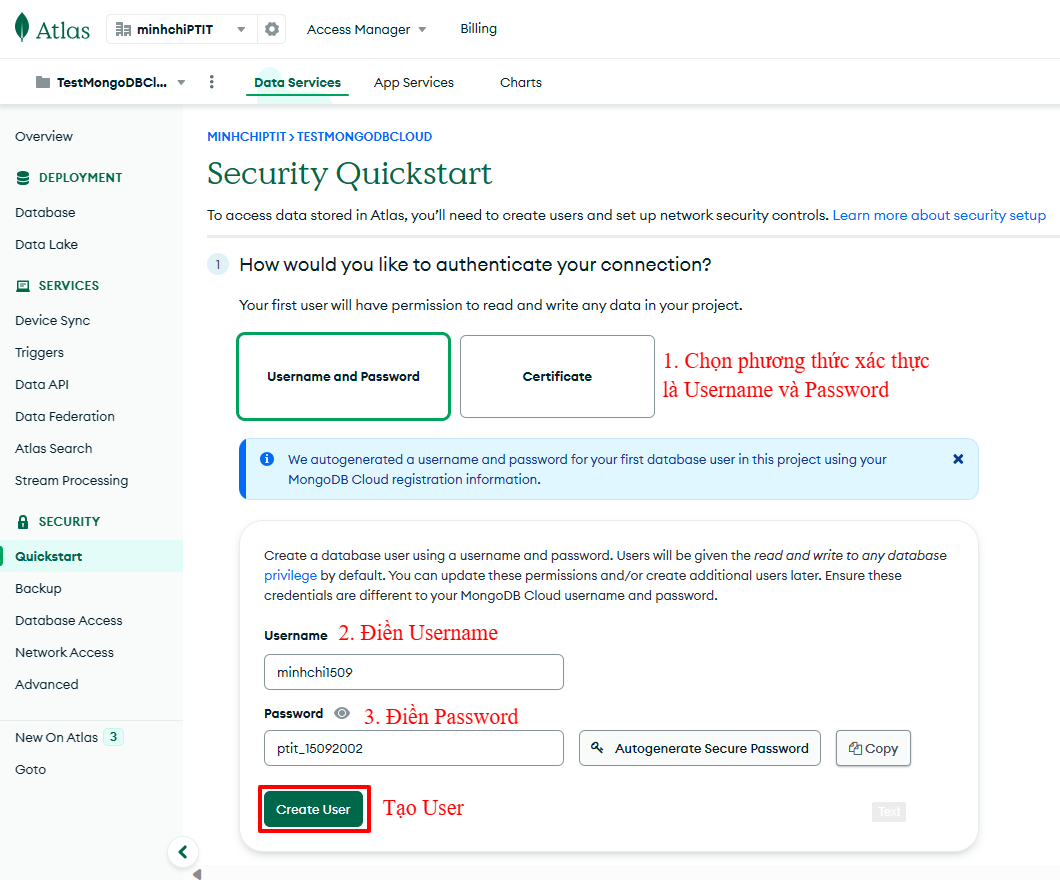 Atlas
minhchiPTIT
Access Manager
Billing
TestMongoDBCl...
Data Services
App Services
Charts
Overview
DEPLOYMENT
Database
Data Lake
SERVICES
Device Sync
Triggers
Data API
Data Federation
Atlas Search
Stream Processing
SECURITY
Quickstart
Backup
Database Access
Network Access
Advanced
New On Atlas 3
Goto
MINHCHIPTIT > TESTMONGODBCLOUD
Security Quickstart
To access data stored in Atlas, you'll need to create users and set up network security controls. Learn more about security setup
1 How would you like to authenticate your connection?
Your first user will have permission to read and write any data in your project.
Username and Password
Certificate
1. Chọn phương thức xác thực
là Username và Password
We autogenerated a username and password for your first database user in this project using your
MongoDB Cloud registration information.
Create a database user using a username and password. Users will be given the read and write to any database
privilege by default. You can update these permissions and/or create additional users later. Ensure these
credentials are different to your MongoDB Cloud username and password.
Username 2. Điền Username
minhchi1509
Password 3. Điền Password
ptit_15092002
Autogenerate Secure Password
Copy
Create User Tạo User
Text